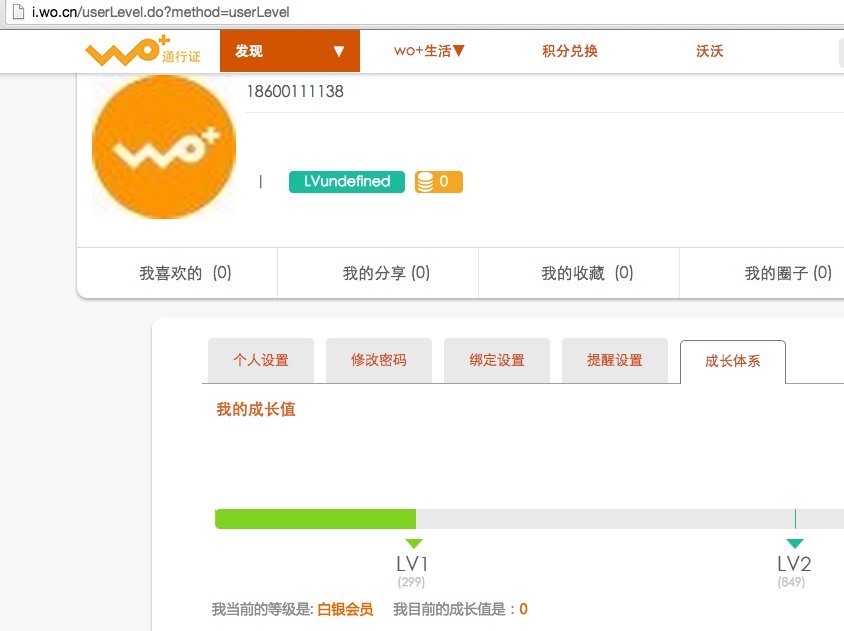 i.wo.cn/userLevel.do?method=userLevel
wo+通行证 发现 ▼ wo+生活▼ 积分兑换 沃沃
18600111138
wo+
| LVundefined 0
我喜欢的 (0) 我的分享 (0) 我的收藏 (0) 我的圈子 (0)
个人设置 修改密码 绑定设置 提醒设置 成长体系
我的成长值
LV1 LV2
(299) (849)
我当前的等级是: 白银会员 我目前的成长值是：0